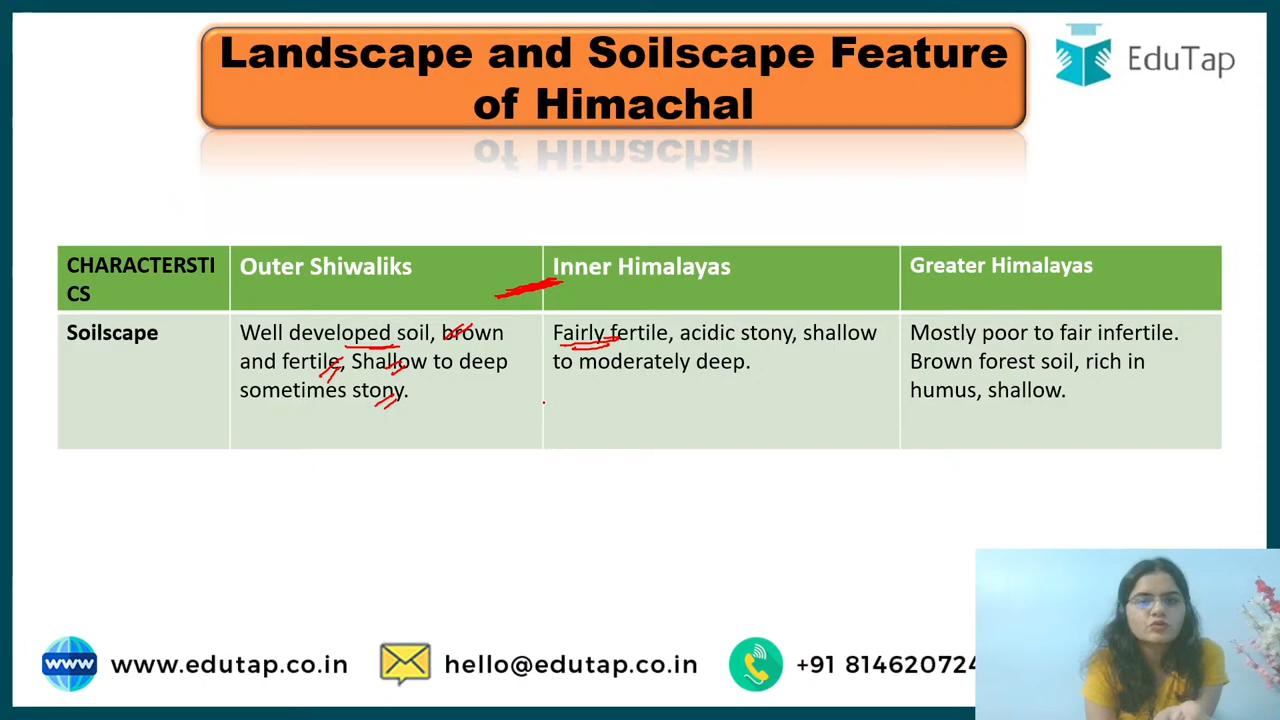 Landscape and Soilscape Feature
of Himachal
EduTap
CHARACTERSTI
CS
Outer Shiwaliks
Inner Himalayas
Greater Himalayas
Soilscape
Well developed soil, brown
and fertile, Shallow to deep
sometimes stony.
Fairly fertile, acidic stony, shallow
to moderately deep.
Mostly poor to fair infertile.
Brown forest soil, rich in
humus, shallow.
www
www.edutap.co.in
hello@edutap.co.in
+91 814620724